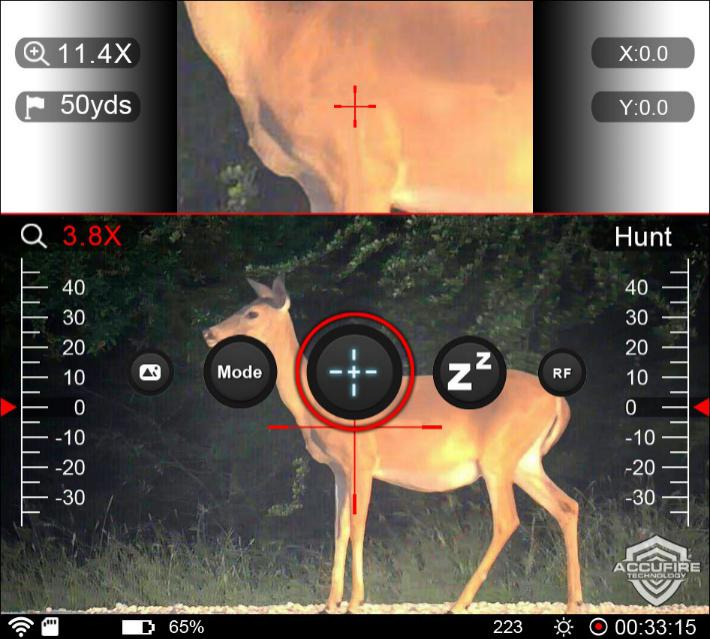 11.4X
X:0.0
50yds
Y:0.0
3.8X
Hunt
40 40
30 30
20 20
Mode
z z
RF
10 10
0 0
-10 -10
-20 -20
-30 -30
ACCUFIRE
TECHNOLOGY
65%
223
00:33:15